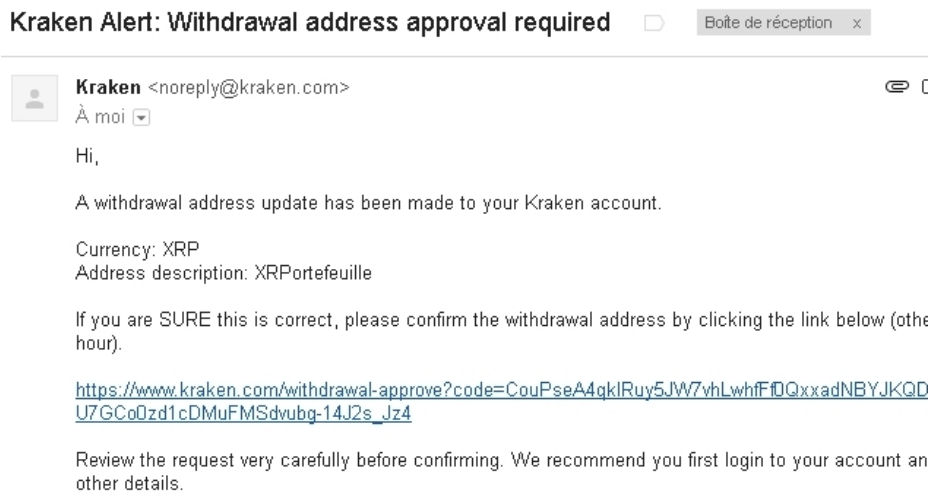 Kraken Alert: Withdrawal address approval required
Boîte de réception x
Kraken <noreply@kraken.com>
À moi
Hi,
A withdrawal address update has been made to your Kraken account.
Currency: XRP
Address description: XRPortefeuille
If you are SURE this is correct, please confirm the withdrawal address by clicking the link below (othe
hour).
https://www.kraken.com/withdrawal-approve?code=CouPseA4qklRuy5JW7vhLwhfFf0QxxadNBYJKQD
U7GCo0zd1cDMuFMSdvubg-14J2s_Jz4
Review the request very carefully before confirming. We recommend you first login to your account an
other details.